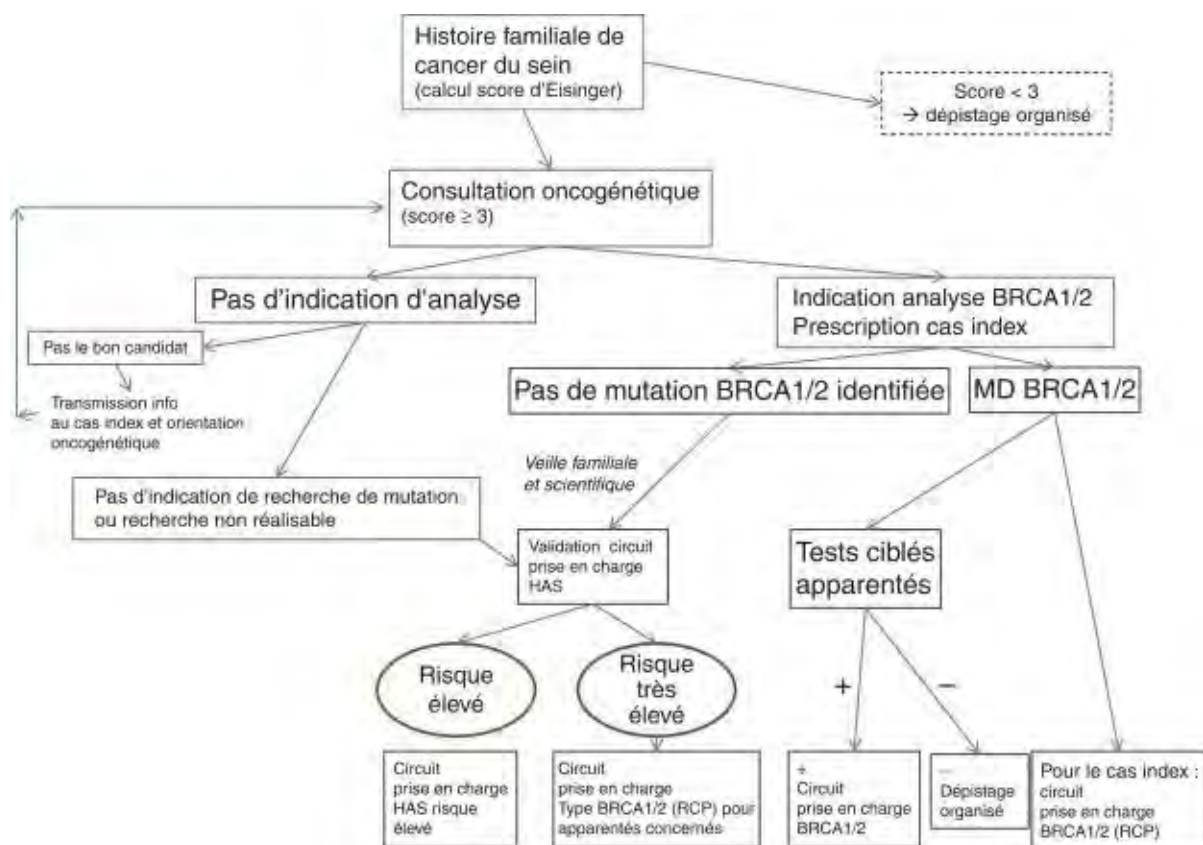 Histoire familiale de
cancer du sein
(calcul score d'Eisinger)
Score < 3
→ dépistage organisé
Consultation oncogénétique
(score ≥ 3)
Pas d'indication d'analyse
Indication analyse BRCA1/2
Prescription cas index
Pas le bon candidat
Pas de mutation BRCA1/2 identifiée
MD BRCA1/2
Transmission info
au cas index et orientation
oncogénétique
Veille familiale
et scientifique
Pas d'indication de recherche de mutation
ou recherche non réalisable
Validation circuit
prise en charge
HAS
Tests ciblés
apparentés
Risque
élevé
Risque
très
élevé
+
−
Circuit
prise en charge
HAS risque
élevé
Circuit
prise en charge
Type BRCA1/2 (RCP) pour
apparentés concernés
+
Circuit
prise en charge
BRCA1/2
−
Dépistage
organisé
Pour le cas index :
circuit
prise en charge
BRCA1/2 (RCP)